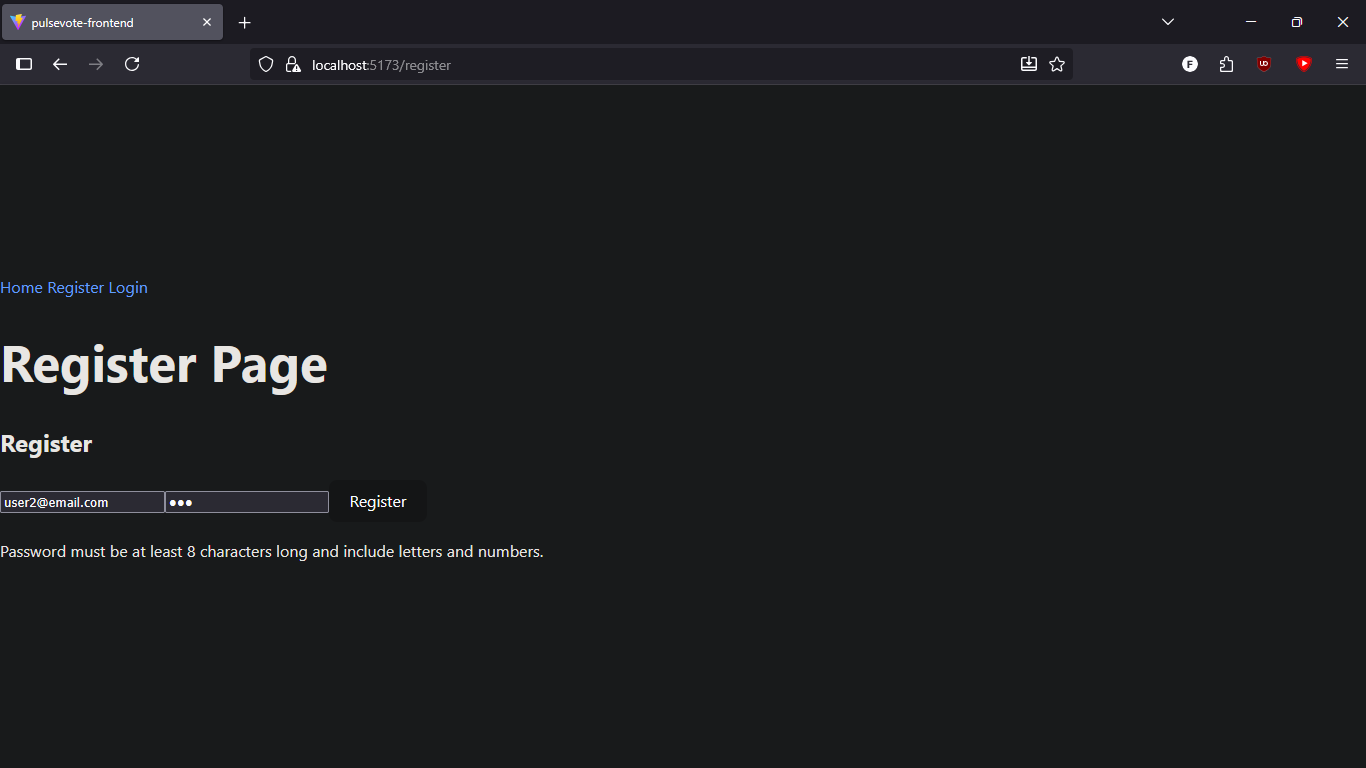 pulsevote-frontend
localhost:5173/register
F
UD
Home Register Login
Register Page
Register
user2@email.com ●●● Register
Password must be at least 8 characters long and include letters and numbers.